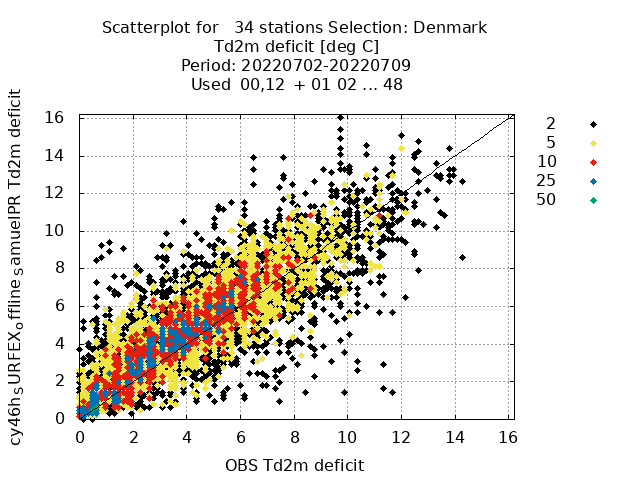 Scatterplot for 34 stations Selection: Denmark
Td2m deficit [deg C]
Period: 20220702-20220709
Used 00,12 + 01 02 ... 48
cy46h_SURFEX_offline_samuelPR Td2m deficit
16
14
12
10
8
6
4
2
0
0 2 4 6 8 10 12 14 16
OBS Td2m deficit
2
5
10
25
50